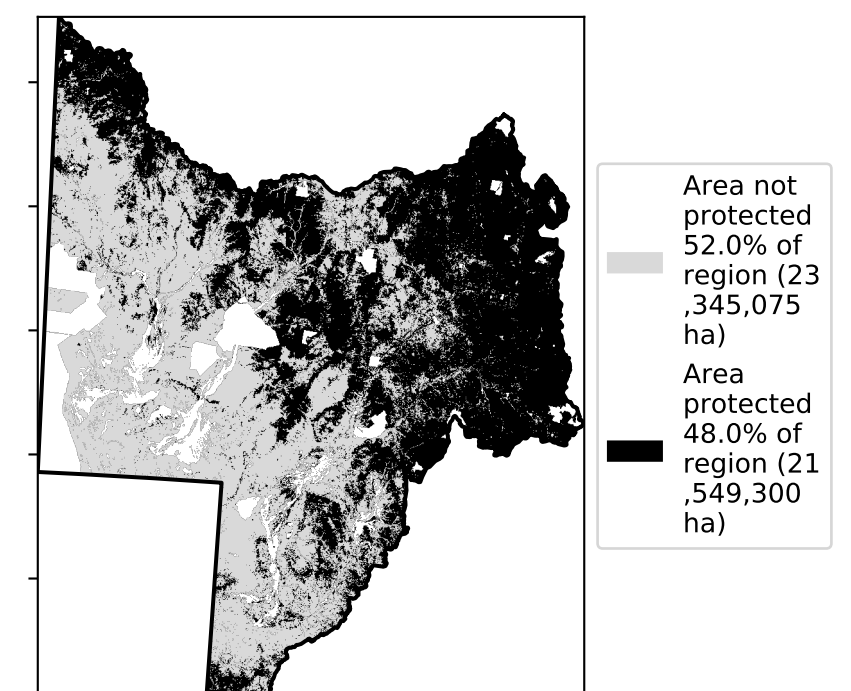 Area not
protected
52.0% of
region (23
,345,075
ha)
Area
protected
48.0% of
region (21
,549,300
ha)